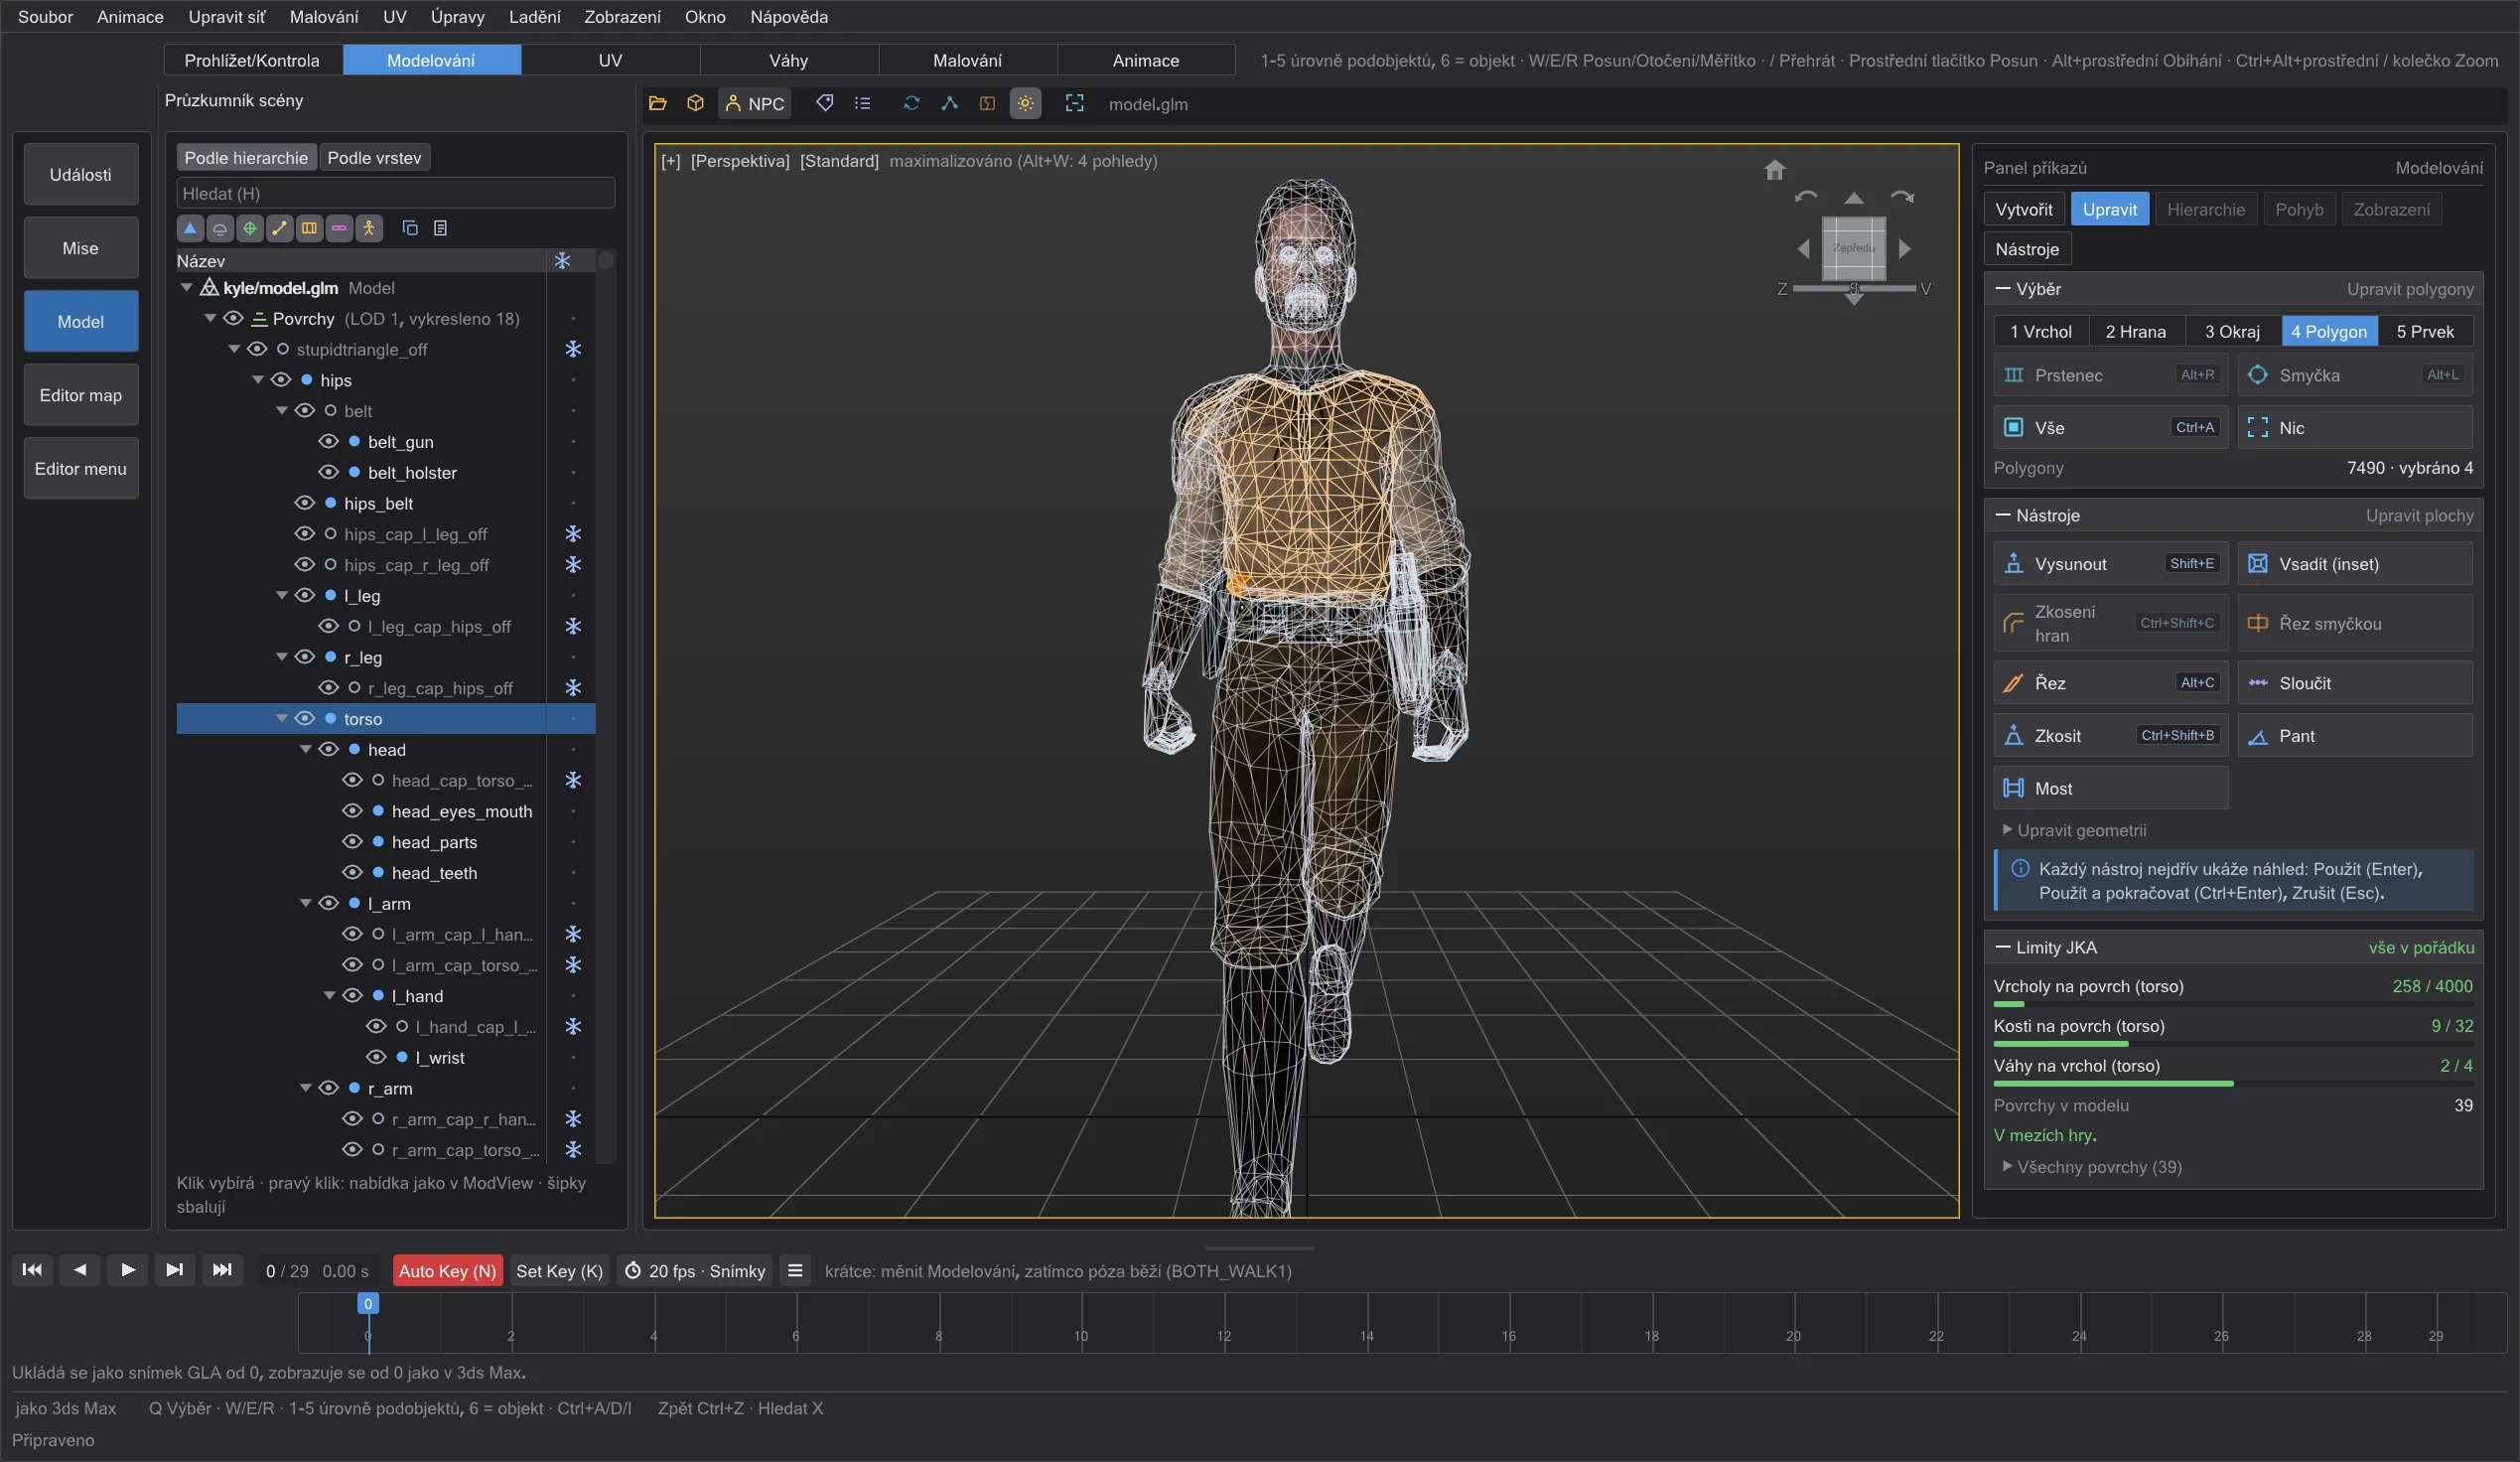 Soubor Animace Upravit síť Malování UV Úpravy Ladění Zobrazení Okno Nápověda
Prohlížet/Kontrola Modelování UV Váhy Malování Animace 1-5 úrovně podobjektů, 6 = objekt · W/E/R Posun/Otočení/Měřítko · / Přehrát · Prostřední tlačítko Posun · Alt+prostřední Obíhání · Ctrl+Alt+prostřední / kolečko Zoom
Průzkumník scény
NPC model.glm
Události
Mise
Model
Editor map
Editor menu
Podle hierarchie Podle vrstev
Hledat (H)
Název
kyle/model.glm Model
Povrchy (LOD 1, vykresleno 18)
stupidtriangle_off
hips
belt
belt_gun
belt_holster
hips_belt
hips_cap_l_leg_off
hips_cap_r_leg_off
l_leg
l_leg_cap_hips_off
r_leg
r_leg_cap_hips_off
torso
head
head_cap_torso_...
head_eyes_mouth
head_parts
head_teeth
l_arm
l_arm_cap_l_han...
l_arm_cap_torso_...
l_hand
l_hand_cap_l_...
l_wrist
r_arm
r_arm_cap_r_han...
r_arm_cap_torso_...
Klik vybírá · pravý klik: nabídka jako v ModView · šipky
sbalují
[+] [Perspektiva] [Standard] maximalizováno (Alt+W: 4 pohledy)
Zepředu
Z S V
Panel příkazů Modelování
Vytvořit Upravit Hierarchie Pohyb Zobrazení
Nástroje
Výběr Upravit polygony
1 Vrchol 2 Hrana 3 Okraj 4 Polygon 5 Prvek
Prstenec Alt+R Smyčka Alt+L
Vše Ctrl+A Nic
Polygony 7490 · vybráno 4
Nástroje Upravit plochy
Vysunout Shift+E Vsadit (inset)
Zkosení
hran Ctrl+Shift+C Řez smyčkou
Řez Alt+C Sloučit
Zkosit Ctrl+Shift+B Pant
Most
Upravit geometrii
Každý nástroj nejdřív ukáže náhled: Použít (Enter),
Použít a pokračovat (Ctrl+Enter), Zrušit (Esc).
Limity JKA vše v pořádku
Vrcholy na povrch (torso) 258 / 4000
Kosti na povrch (torso) 9 / 32
Váhy na vrchol (torso) 2 / 4
Povrchy v modelu 39
V mezích hry.
Všechny povrchy (39)
0 / 29 0.00 s Auto Key (N) Set Key (K) 20 fps · Snímky krátce: měnit Modelování, zatímco póza běží (BOTH_WALK1)
0
0 2 4 6 8 10 12 14 16 18 20 22 24 26 28 29
Ukládá se jako snímek GLA od 0, zobrazuje se od 0 jako v 3ds Max.
jako 3ds Max Q Výběr · W/E/R · 1-5 úrovně podobjektů, 6 = objekt · Ctrl+A/D/I Zpět Ctrl+Z · Hledat X
Připraveno